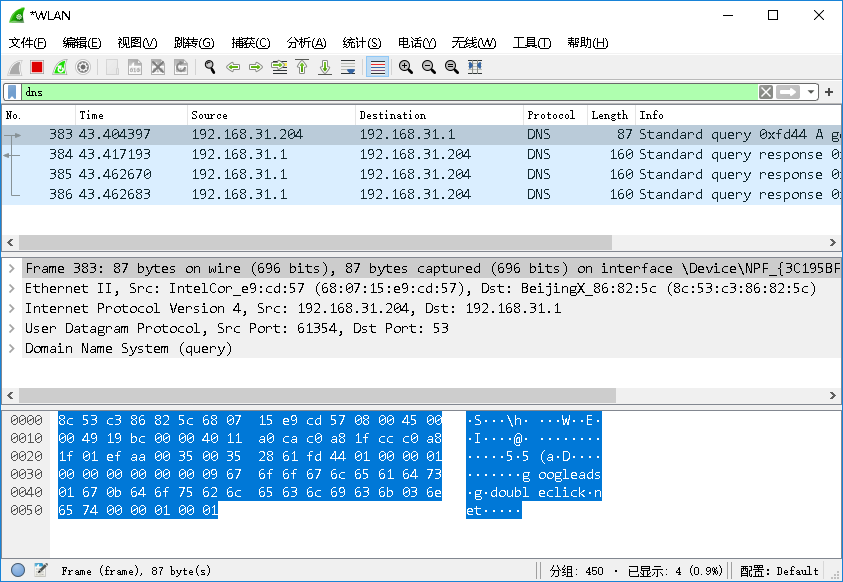 *WLAN
文件(F) 编辑(E) 视图(V) 跳转(G) 捕获(C) 分析(A) 统计(S) 电话(Y) 无线(W) 工具(T) 帮助(H)
dns
No. Time Source Destination Protocol Length Info
383 43.404397 192.168.31.204 192.168.31.1 DNS 87 Standard query 0xfd44 A g
384 43.417193 192.168.31.1 192.168.31.204 DNS 160 Standard query response 0
385 43.462670 192.168.31.1 192.168.31.204 DNS 160 Standard query response 0
386 43.462683 192.168.31.1 192.168.31.204 DNS 160 Standard query response 0
Frame 383: 87 bytes on wire (696 bits), 87 bytes captured (696 bits) on interface \Device\NPF_{3C195BF
Ethernet II, Src: IntelCor_e9:cd:57 (68:07:15:e9:cd:57), Dst: BeijingX_86:82:5c (8c:53:c3:86:82:5c)
Internet Protocol Version 4, Src: 192.168.31.204, Dst: 192.168.31.1
User Datagram Protocol, Src Port: 61354, Dst Port: 53
Domain Name System (query)
0000 8c 53 c3 86 82 5c 68 07 15 e9 cd 57 08 00 45 00 ·S···\h· ···W··E·
0010 00 49 19 bc 00 00 40 11 a0 ca c0 a8 1f cc c0 a8 ·I····@· ········
0020 1f 01 ef aa 00 35 00 35 28 61 fd 44 01 00 00 01 ·····5·5 (a·D····
0030 00 00 00 00 00 00 09 67 6f 6f 67 6c 65 61 64 73 ·······g oogleads
0040 01 67 0b 64 6f 75 62 6c 65 63 6c 69 63 6b 03 6e ·g·doubl eclick·n
0050 65 74 00 00 01 00 01 et·····
Frame (frame), 87 byte(s) 分组: 450 · 已显示: 4 (0.9%) 配置: Default